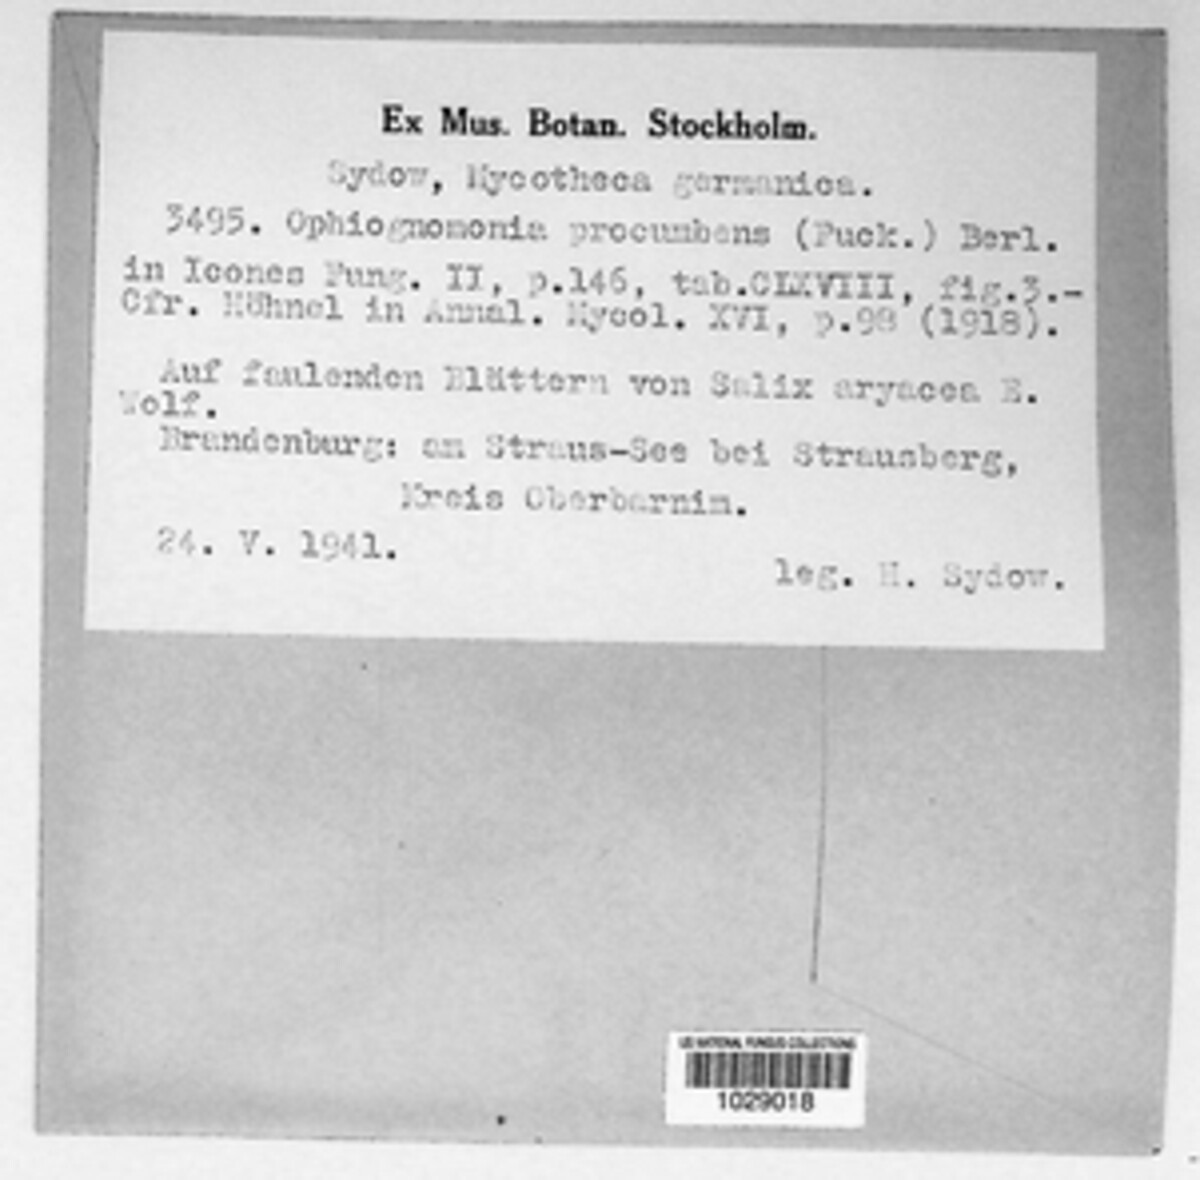 Ex Mus. Botan. Stockholm.
Sydow, Mycotheca germanica.
3495. Ophiognomonia procumbens (Fuck.) Berl.
in Icones Fung. II, p.146, tab.CLXVIII, fig.3.-
Cfr. Höhnel in Annal. Mycol. XVI, p.98 (1918).
Auf faulenden Blättern von Salix aryacea E.
Wolf.
Brandenburg: am Straus-See bei Strausberg,
Kreis Oberbarnim.
24. V. 1941.
leg. H. Sydow.
US NATIONAL FUNGUS COLLECTIONS
1029018